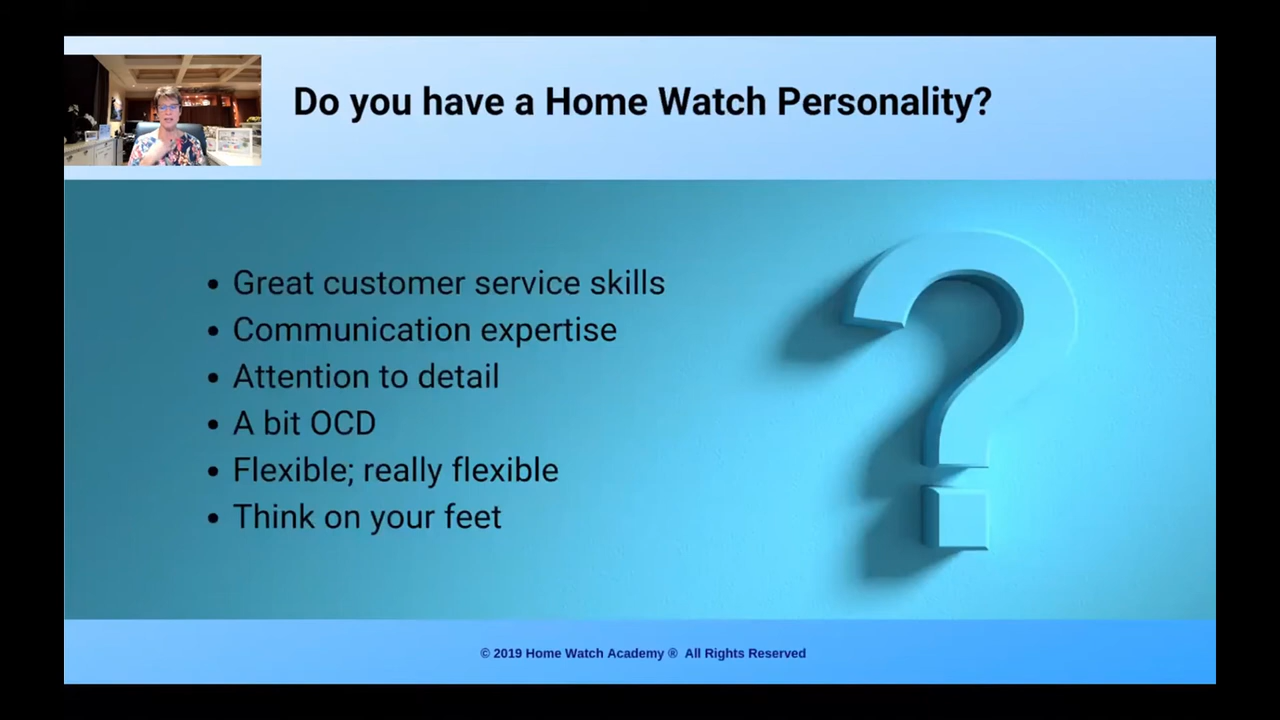 Do you have a Home Watch Personality?
• Great customer service skills
• Communication expertise
• Attention to detail
• A bit OCD
• Flexible; really flexible
• Think on your feet
?
© 2019 Home Watch Academy ® All Rights Reserved